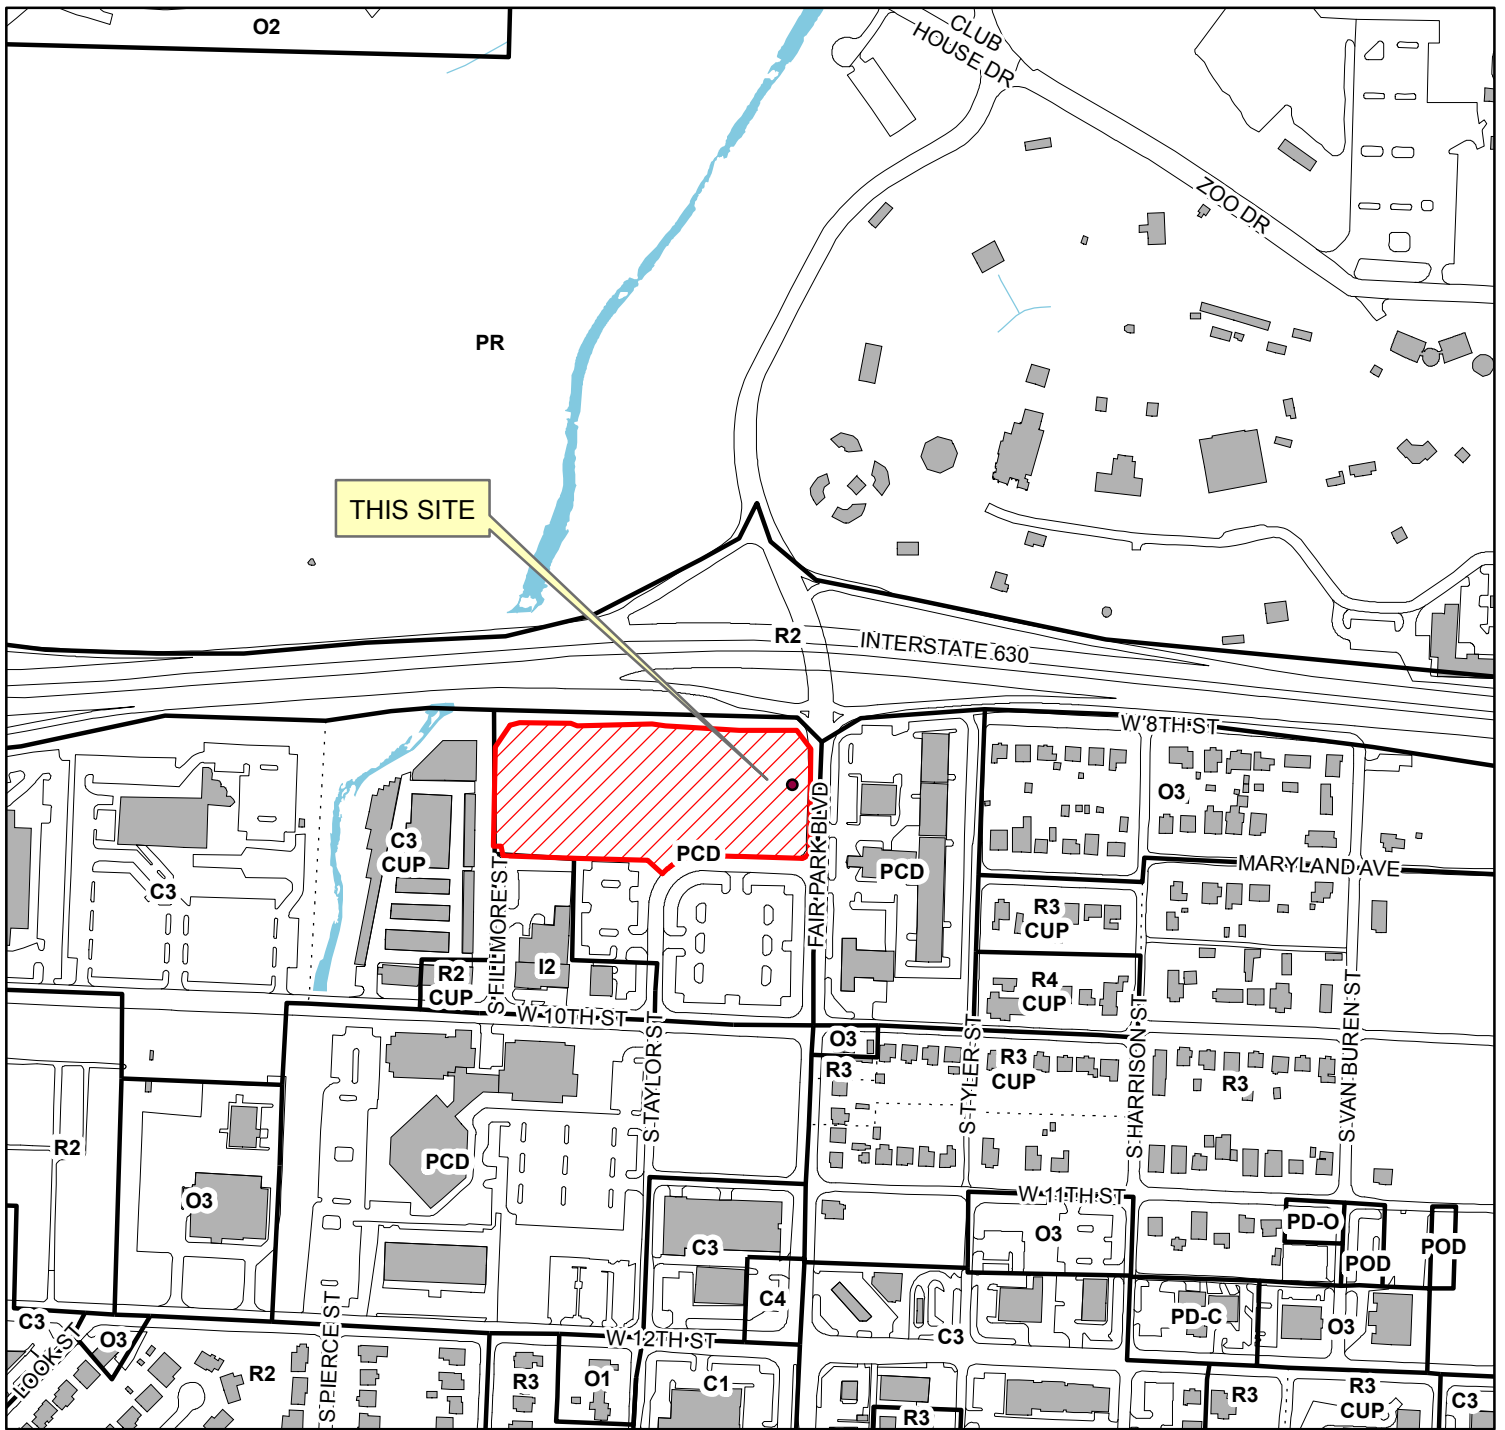 O2
CLUB
HOUSE DR
ZOO DR
PR
THIS SITE
R2
INTERSTATE 630
W 8TH ST
O3
C3
CUP
C3
PCD
FAIR PARK BLVD
PCD
MARYLAND AVE
S FILLMORE ST
I2
R2
CUP
R3
CUP
R4
CUP
W 10TH ST
S TAYLOR ST
O3
R3
S TYLER ST
R3
CUP
S HARRISON ST
R3
S VAN BUREN ST
R2
O3
PCD
W 11TH ST
O3
PD-O
POD
POD
C3
C4
PD-C
O3
C3
C3
O3
LOOK ST
R2
S PIERCE ST
W 12TH ST
R3
O1
C1
R3
R3
R3
CUP
C3